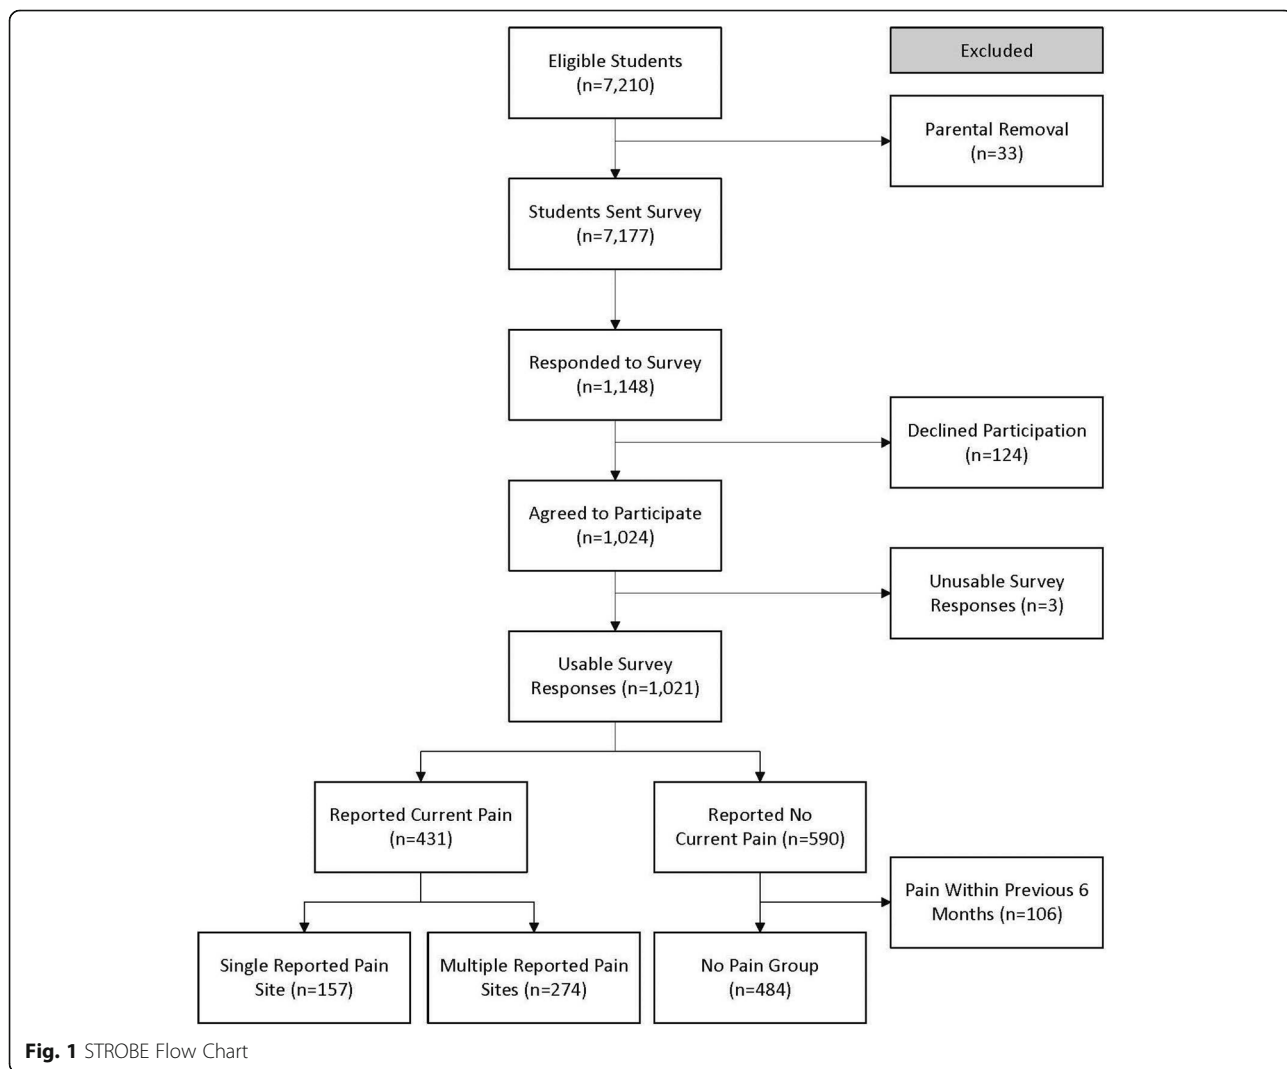 Eligible Students
(n=7,210)
Excluded
Parental Removal
(n=33)
Students Sent Survey
(n=7,177)
Responded to Survey
(n=1,148)
Declined Participation
(n=124)
Agreed to Participate
(n=1,024)
Unusable Survey
Responses (n=3)
Usable Survey
Responses (n=1,021)
Reported Current Pain
(n=431)
Reported No
Current Pain (n=590)
Pain Within Previous 6
Months (n=106)
Single Reported Pain
Site (n=157)
Multiple Reported Pain
Sites (n=274)
No Pain Group
(n=484)
Fig. 1 STROBE Flow Chart